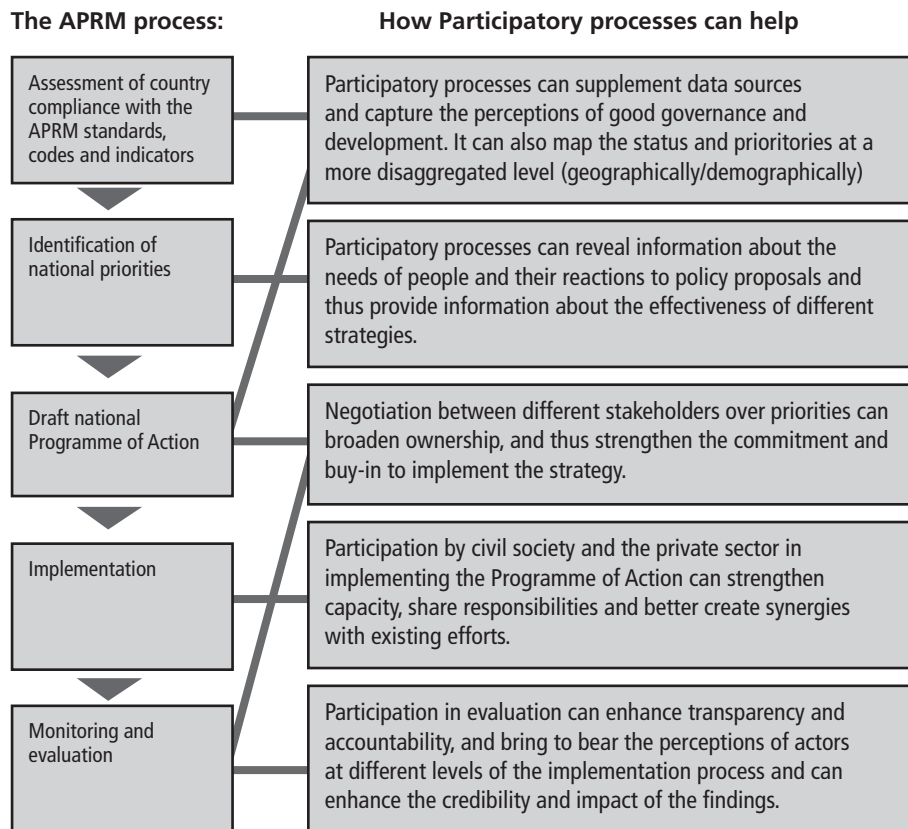 The APRM process:
How Participatory processes can help
Assessment of country
compliance with the
APRM standards,
codes and indicators
Participatory processes can supplement data sources
and capture the perceptions of good governance and
development. It can also map the status and prioritories at a
more disaggregated level (geographically/demographically)
Identification of
national priorities
Participatory processes can reveal information about the
needs of people and their reactions to policy proposals and
thus provide information about the effectiveness of different
strategies.
Draft national
Programme of Action
Negotiation between different stakeholders over priorities can
broaden ownership, and thus strengthen the commitment and
buy-in to implement the strategy.
Implementation
Participation by civil society and the private sector in
implementing the Programme of Action can strengthen
capacity, share responsibilities and better create synergies
with existing efforts.
Monitoring and
evaluation
Participation in evaluation can enhance transparency and
accountability, and bring to bear the perceptions of actors
at different levels of the implementation process and can
enhance the credibility and impact of the findings.